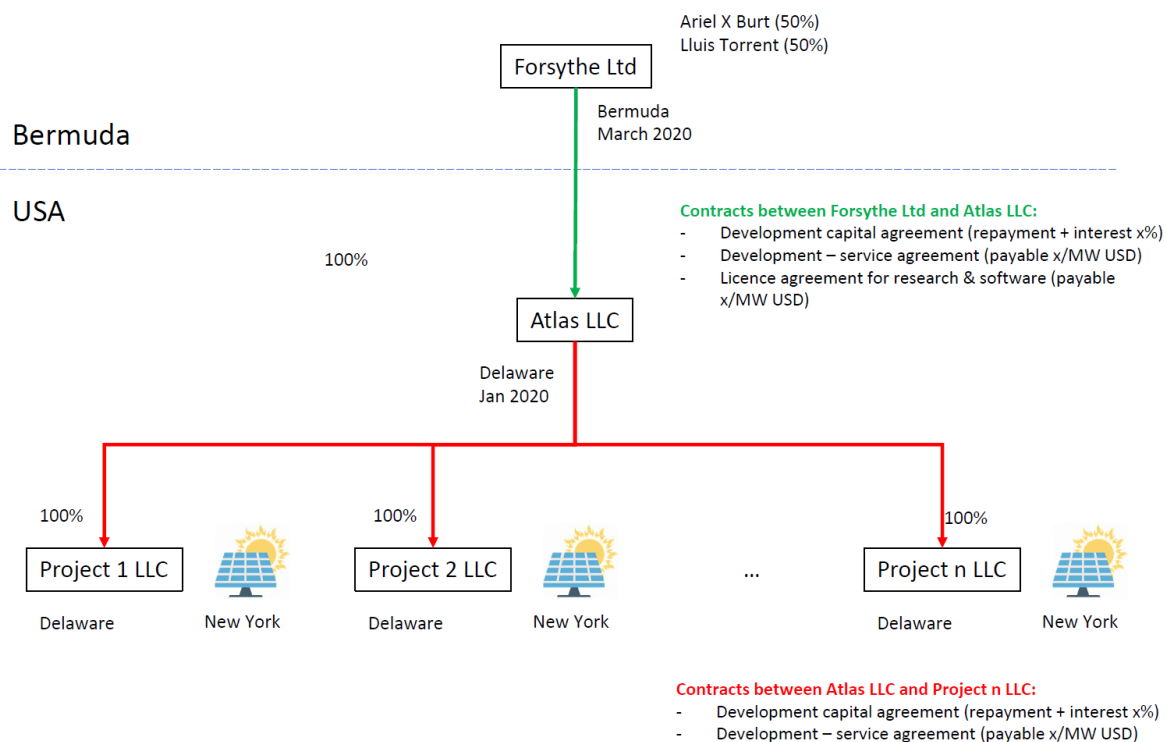 Ariel X Burt (50%)
Lluis Torrent (50%)
Forsythe Ltd
Bermuda
March 2020
Bermuda
USA
Contracts between Forsythe Ltd and Atlas LLC:
- Development capital agreement (repayment + interest x%)
- Development – service agreement (payable x/MW USD)
- Licence agreement for research & software (payable
x/MW USD)
100%
Atlas LLC
Delaware
Jan 2020
100%
100%
100%
Project 1 LLC
Project 2 LLC
...
Project n LLC
Delaware
New York
Delaware
New York
Delaware
New York
Contracts between Atlas LLC and Project n LLC:
- Development capital agreement (repayment + interest x%)
- Development – service agreement (payable x/MW USD)